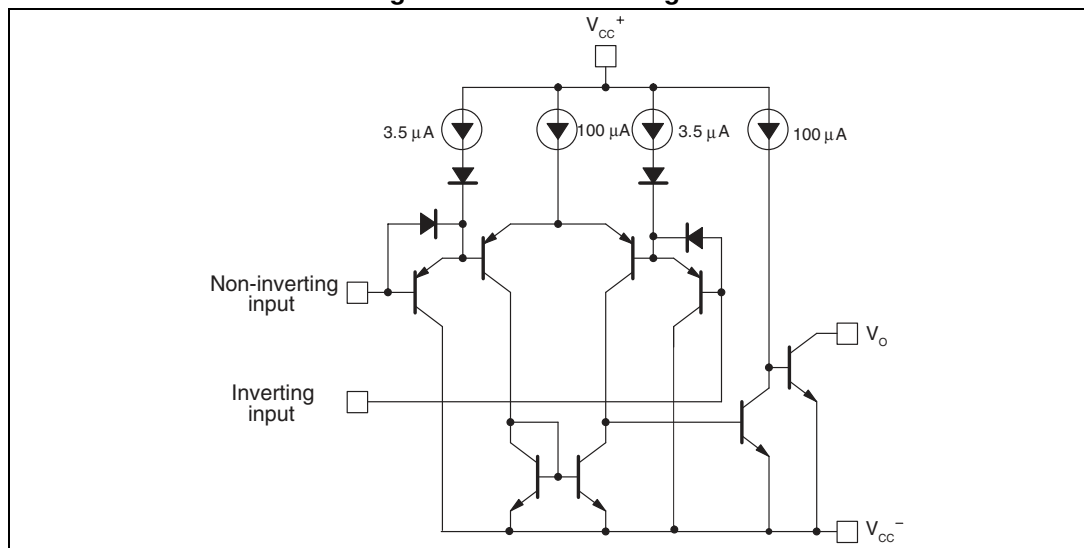 V_CC^+
3.5 μA
100 μA
3.5 μA
100 μA
Non-inverting
input
V_O
Inverting
input
V_CC^-